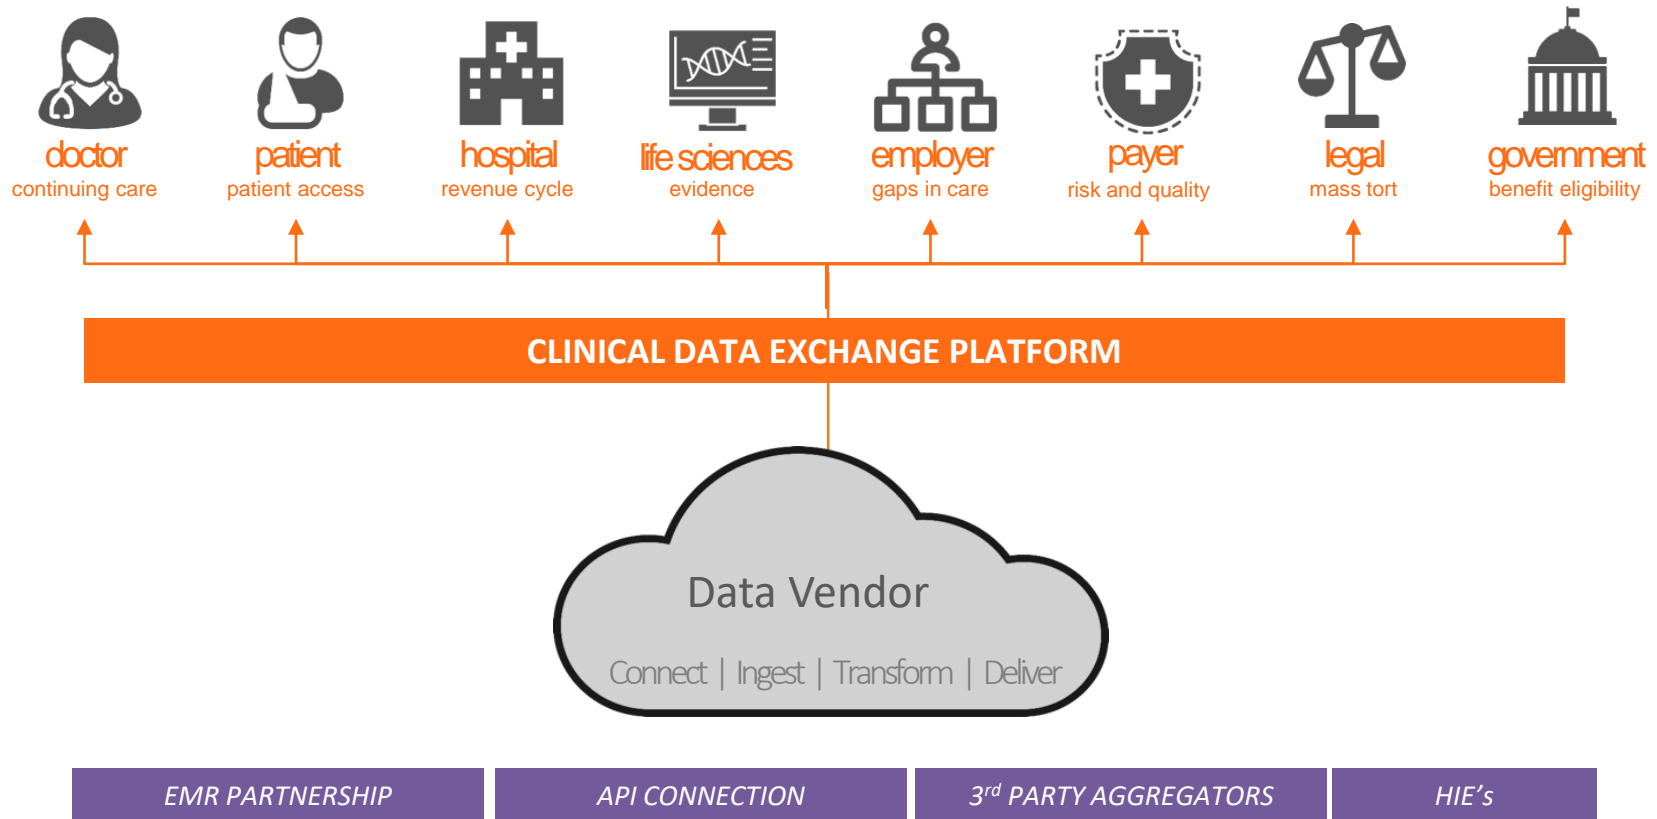 doctor
continuing care
patient
patient access
hospital
revenue cycle
life sciences
evidence
employer
gaps in care
payer
risk and quality
legal
mass tort
government
benefit eligibility
CLINICAL DATA EXCHANGE PLATFORM
Data Vendor
Connect | Ingest | Transform | Deliver
EMR PARTNERSHIP
API CONNECTION
3rd PARTY AGGREGATORS
HIE’s